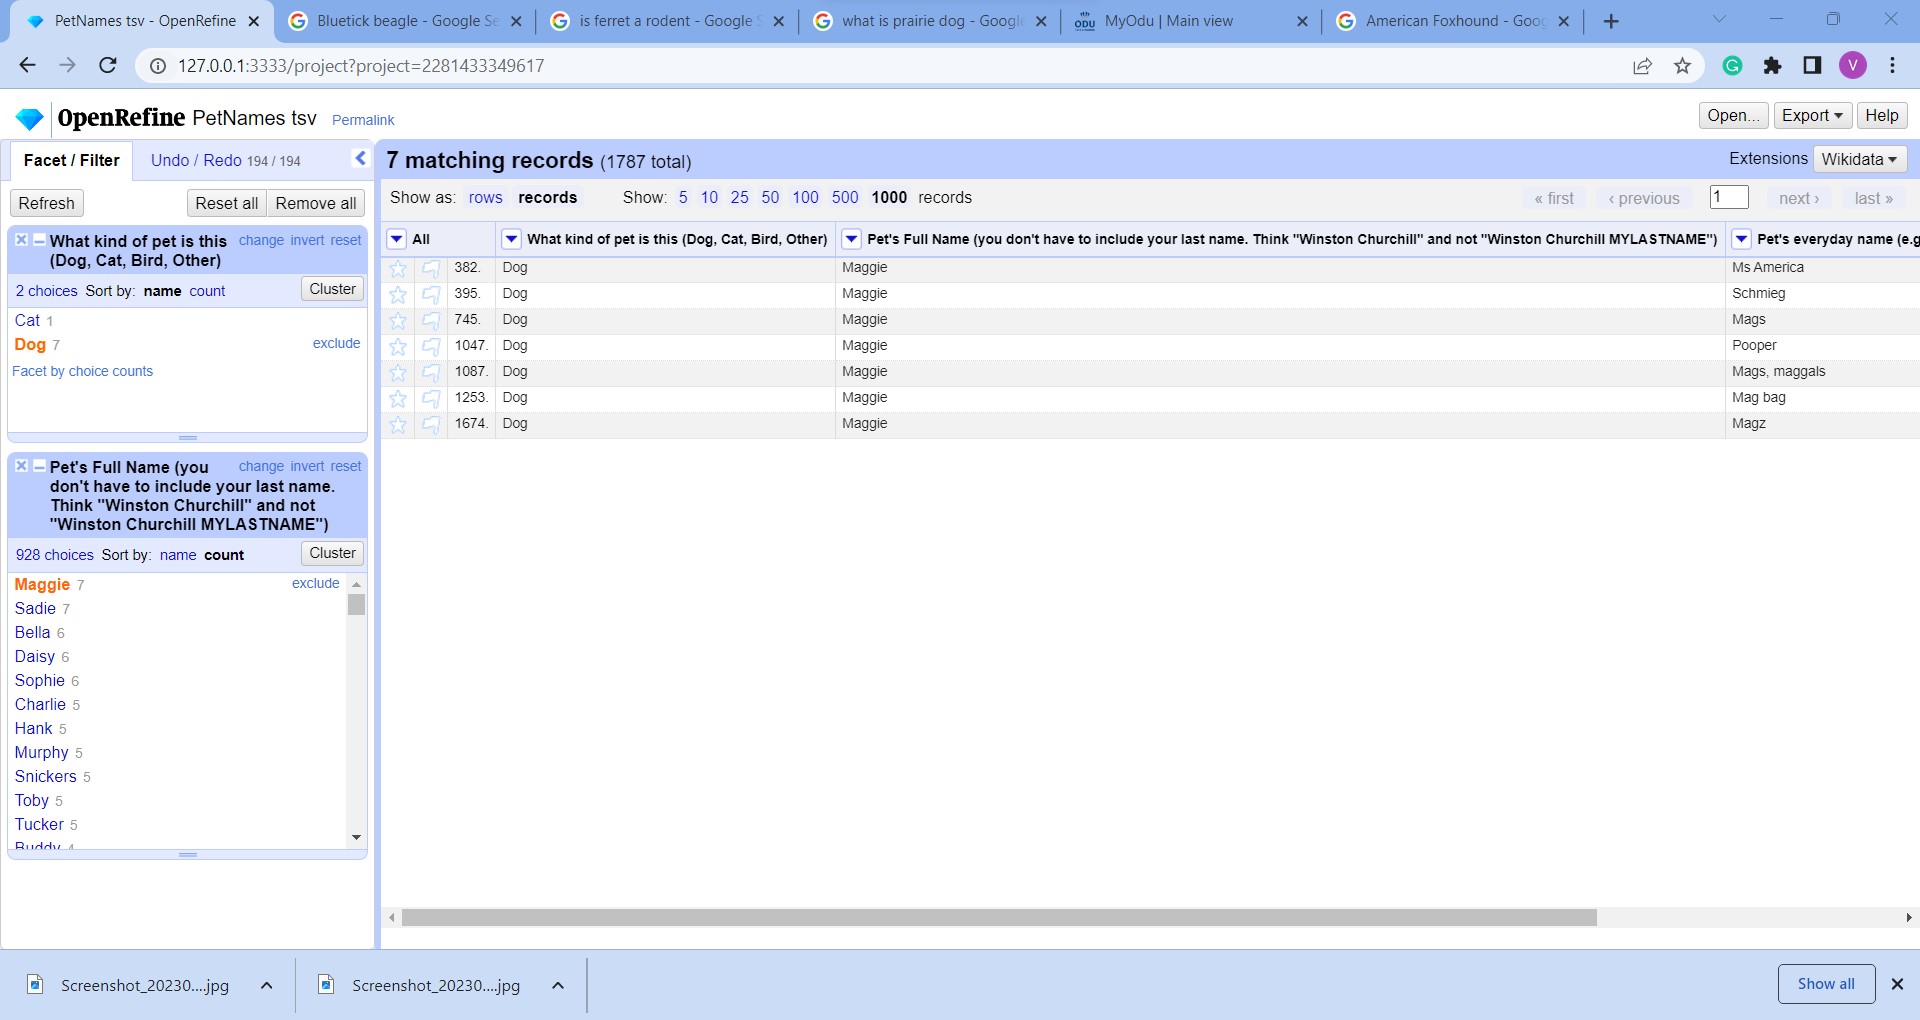 PetNames tsv - OpenRefine
Bluetick beagle - Google Se
is ferret a rodent - Google S
what is prairie dog - Google
ODU MyOdu | Main view
American Foxhound - Goog
127.0.0.1:3333/project?project=2281433349617
V
OpenRefine PetNames tsv Permalink
Open... Export Help
Facet / Filter Undo / Redo 194 / 194
7 matching records (1787 total)
Extensions Wikidata
Refresh Reset all Remove all
Show as: rows records Show: 5 10 25 50 100 500 1000 records
« first ‹ previous 1 next › last »
What kind of pet is this (Dog, Cat, Bird, Other) change invert reset
2 choices Sort by: name count Cluster
Cat 1
Dog 7 exclude
Facet by choice counts
Pet's Full Name (you change invert reset
don't have to include your last name.
Think "Winston Churchill" and not
"Winston Churchill MYLASTNAME")
928 choices Sort by: name count Cluster
Maggie 7 exclude
Sadie 7
Bella 6
Daisy 6
Sophie 6
Charlie 5
Hank 5
Murphy 5
Snickers 5
Toby 5
Tucker 5
Buddy 4
All What kind of pet is this (Dog, Cat, Bird, Other) Pet's Full Name (you don't have to include your last name. Think "Winston Churchill" and not "Winston Churchill MYLASTNAME") Pet's everyday name (e.g
382. Dog Maggie Ms America
395. Dog Maggie Schmieg
745. Dog Maggie Mags
1047. Dog Maggie Pooper
1087. Dog Maggie Mags, maggals
1253. Dog Maggie Mag bag
1674. Dog Maggie Magz
Screenshot_20230....jpg
Screenshot_20230....jpg
Show all